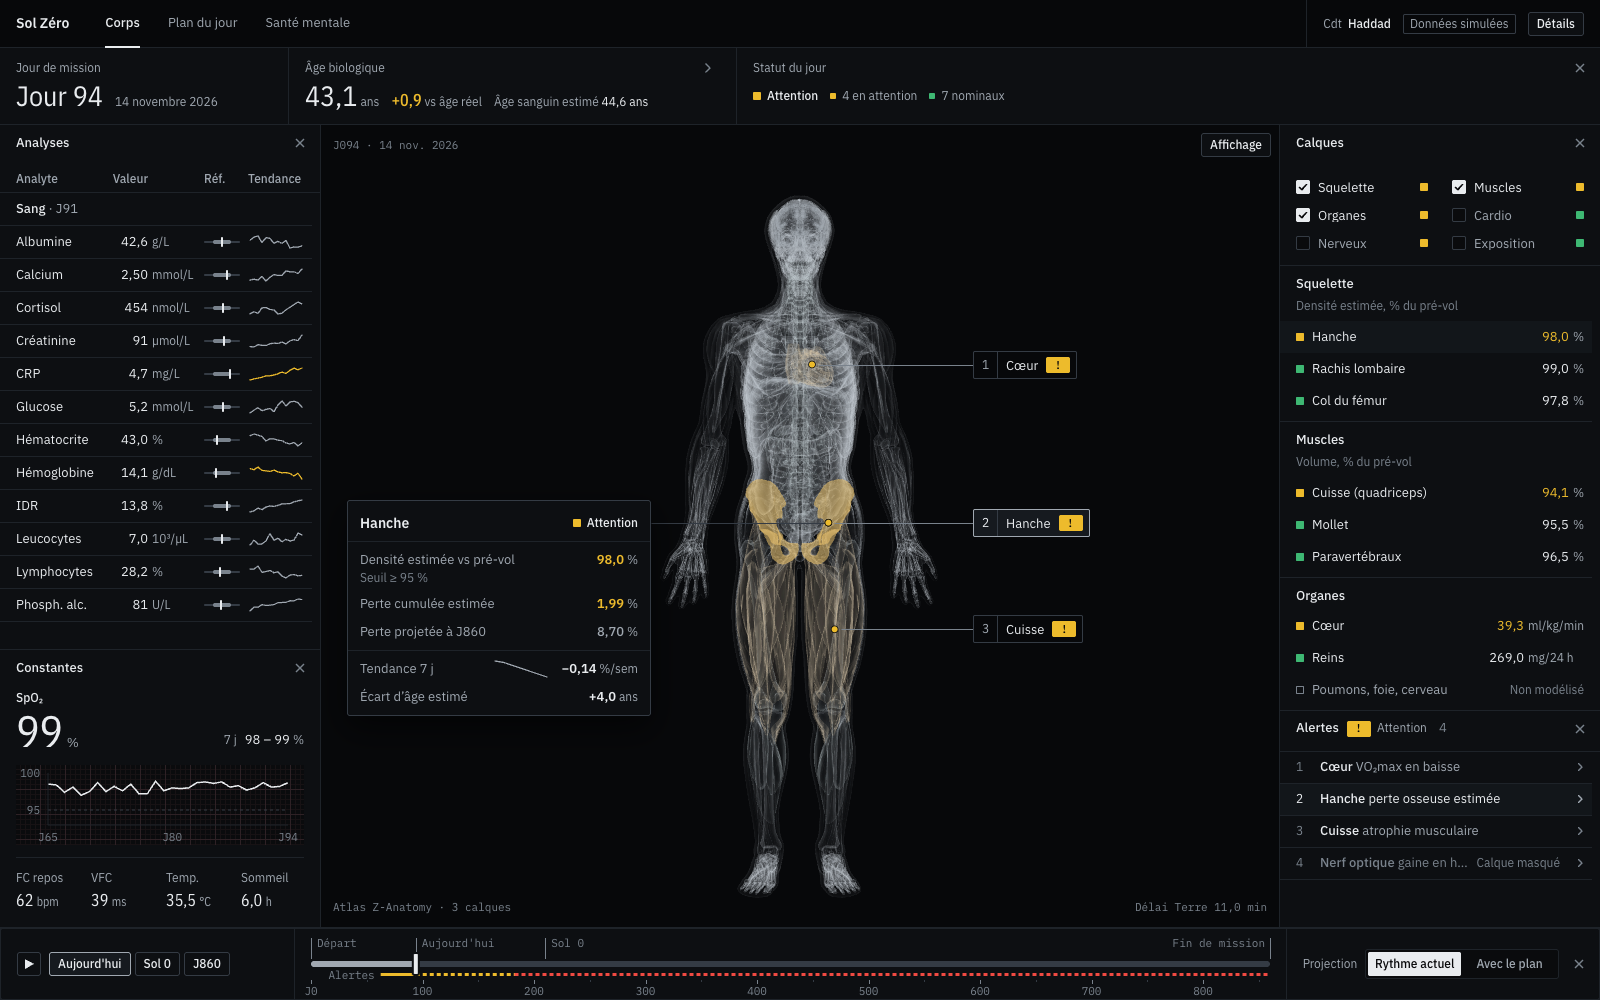 Sol Zéro Corps Plan du jour Santé mentale Cdt Haddad Données simulées Détails
Jour de mission
Jour 94 14 novembre 2026
Âge biologique
43,1 ans +0,9 vs âge réel Âge sanguin estimé 44,6 ans
Statut du jour
Attention 4 en attention 7 nominaux
Analyses
Analyte Valeur Réf. Tendance
Sang · J91
Albumine 42,6 g/L
Calcium 2,50 mmol/L
Cortisol 454 nmol/L
Créatinine 91 µmol/L
CRP 4,7 mg/L
Glucose 5,2 mmol/L
Hématocrite 43,0 %
Hémoglobine 14,1 g/dL
IDR 13,8 %
Leucocytes 7,0 10³/µL
Lymphocytes 28,2 %
Phosph. alc. 81 U/L
Constantes
SpO₂
99 % 7 j 98 – 99 %
100
95
J65 J80 J94
FC repos VFC Temp. Sommeil
62 bpm 39 ms 35,5 °C 6,0 h
J094 · 14 nov. 2026 Affichage
1 Cœur !
2 Hanche !
3 Cuisse !
Hanche Attention
Densité estimée vs pré-vol 98,0 %
Seuil ≥ 95 %
Perte cumulée estimée 1,99 %
Perte projetée à J860 8,70 %
Tendance 7 j −0,14 %/sem
Écart d’âge estimé +4,0 ans
Atlas Z-Anatomy · 3 calques Délai Terre 11,0 min
Calques
Squelette Muscles
Organes Cardio
Nerveux Exposition
Squelette
Densité estimée, % du pré-vol
Hanche 98,0 %
Rachis lombaire 99,0 %
Col du fémur 97,8 %
Muscles
Volume, % du pré-vol
Cuisse (quadriceps) 94,1 %
Mollet 95,5 %
Paravertébraux 96,5 %
Organes
Cœur 39,3 ml/kg/min
Reins 269,0 mg/24 h
Poumons, foie, cerveau Non modélisé
Alertes ! Attention 4
1 Cœur VO₂max en baisse
2 Hanche perte osseuse estimée
3 Cuisse atrophie musculaire
4 Nerf optique gaine en h… Calque masqué
Aujourd'hui Sol 0 J860
Départ Aujourd'hui Sol 0 Fin de mission
Alertes
J0 100 200 300 400 500 600 700 800
Projection Rythme actuel Avec le plan